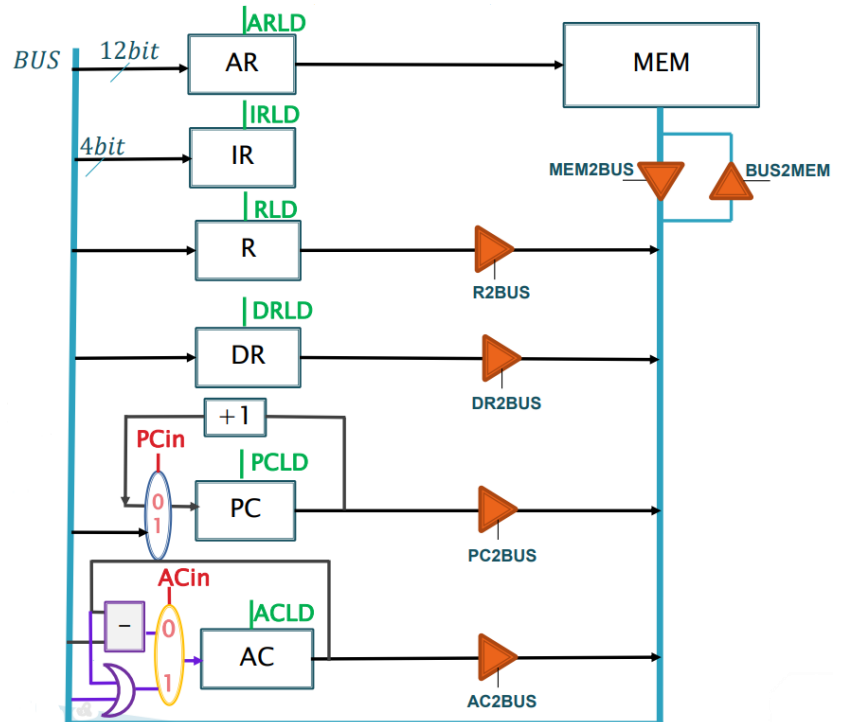 ARLD
BUS
12bit
AR
MEM
IRLD
4bit
IR
MEM2BUS
BUS2MEM
RLD
R
R2BUS
DRLD
DR
DR2BUS
+1
PCin
PCLD
0
1
PC
PC2BUS
ACin
ACLD
-
0
1
AC
AC2BUS